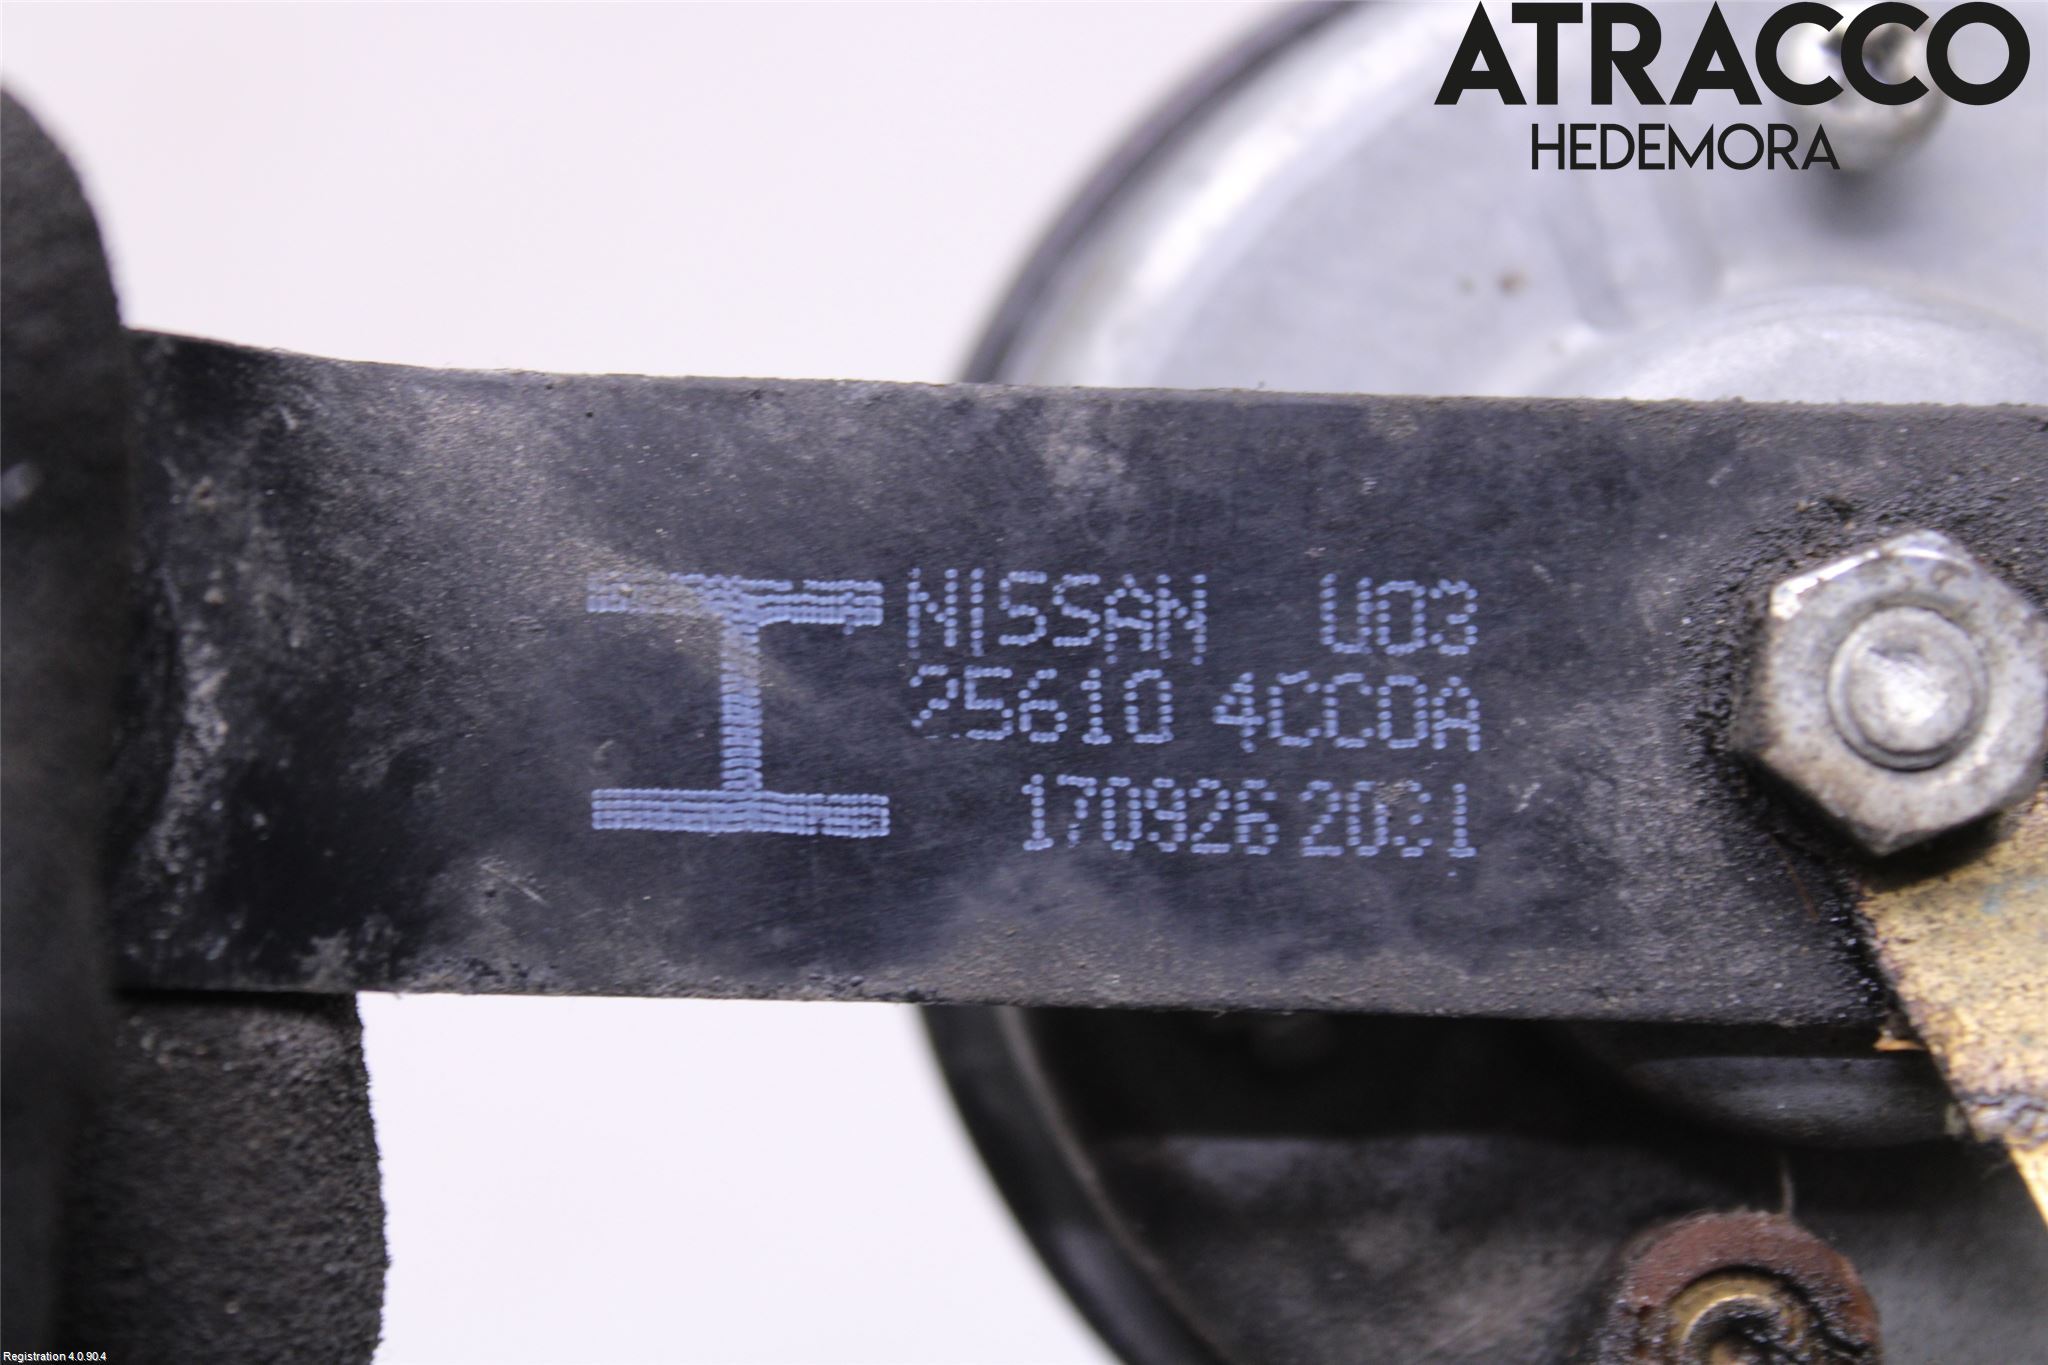 ATRACCO
HEDEMORA
NISSAN U03
25610 4CC0A
170926 2031
Registration 4.0.90.4